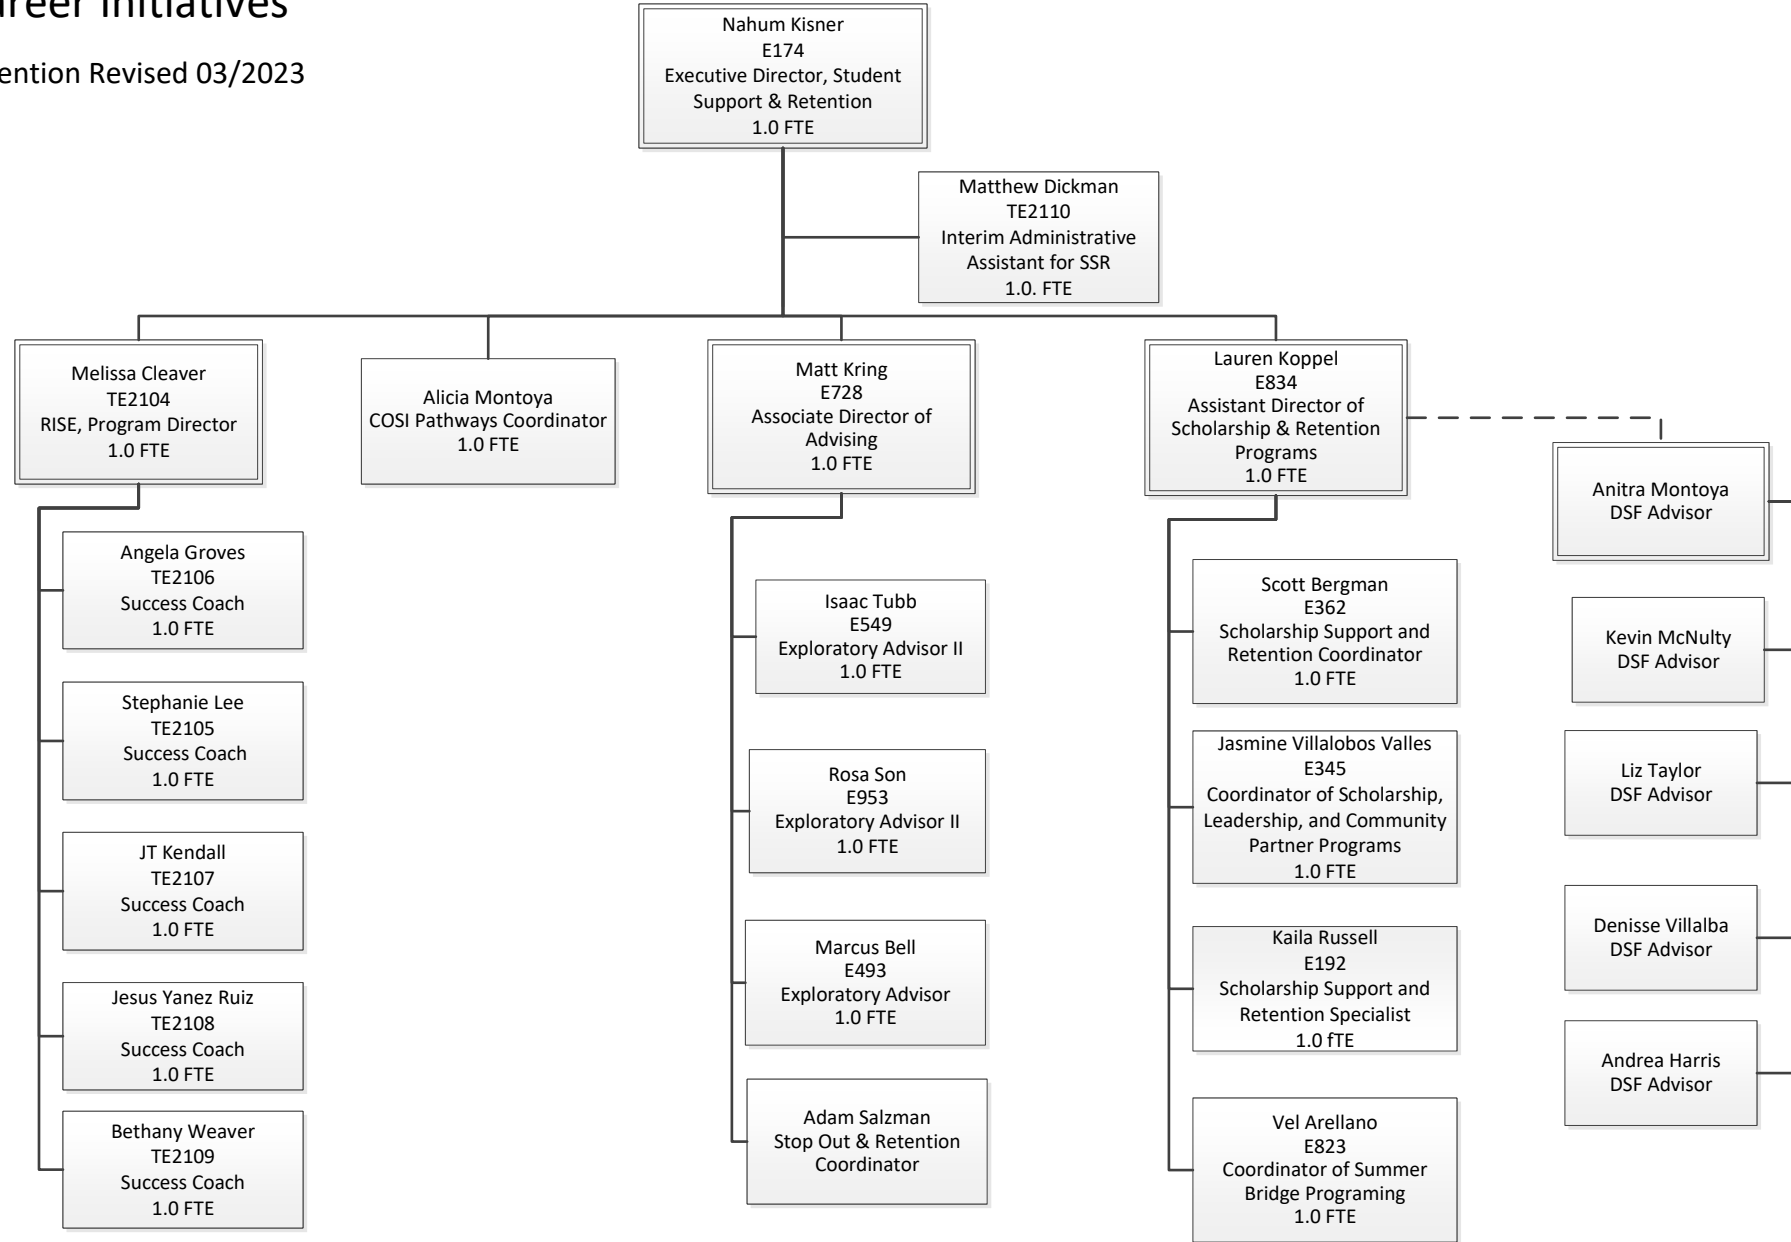 reer Initiatives
ention Revised 03/2023
Nahum Kisner
E174
Executive Director, Student
Support & Retention
1.0 FTE
Matthew Dickman
TE2110
Interim Administrative
Assistant for SSR
1.0. FTE
Melissa Cleaver
TE2104
RISE, Program Director
1.0 FTE
Alicia Montoya
COSI Pathways Coordinator
1.0 FTE
Matt Kring
E728
Associate Director of
Advising
1.0 FTE
Lauren Koppel
E834
Assistant Director of
Scholarship & Retention
Programs
1.0 FTE
Anitra Montoya
DSF Advisor
Angela Groves
TE2106
Success Coach
1.0 FTE
Stephanie Lee
TE2105
Success Coach
1.0 FTE
JT Kendall
TE2107
Success Coach
1.0 FTE
Jesus Yanez Ruiz
TE2108
Success Coach
1.0 FTE
Bethany Weaver
TE2109
Success Coach
1.0 FTE
Isaac Tubb
E549
Exploratory Advisor II
1.0 FTE
Rosa Son
E953
Exploratory Advisor II
1.0 FTE
Marcus Bell
E493
Exploratory Advisor
1.0 FTE
Adam Salzman
Stop Out & Retention
Coordinator
Scott Bergman
E362
Scholarship Support and
Retention Coordinator
1.0 FTE
Jasmine Villalobos Valles
E345
Coordinator of Scholarship,
Leadership, and Community
Partner Programs
1.0 FTE
Kaila Russell
E192
Scholarship Support and
Retention Specialist
1.0 fTE
Vel Arellano
E823
Coordinator of Summer
Bridge Programing
1.0 FTE
Kevin McNulty
DSF Advisor
Liz Taylor
DSF Advisor
Denisse Villalba
DSF Advisor
Andrea Harris
DSF Advisor